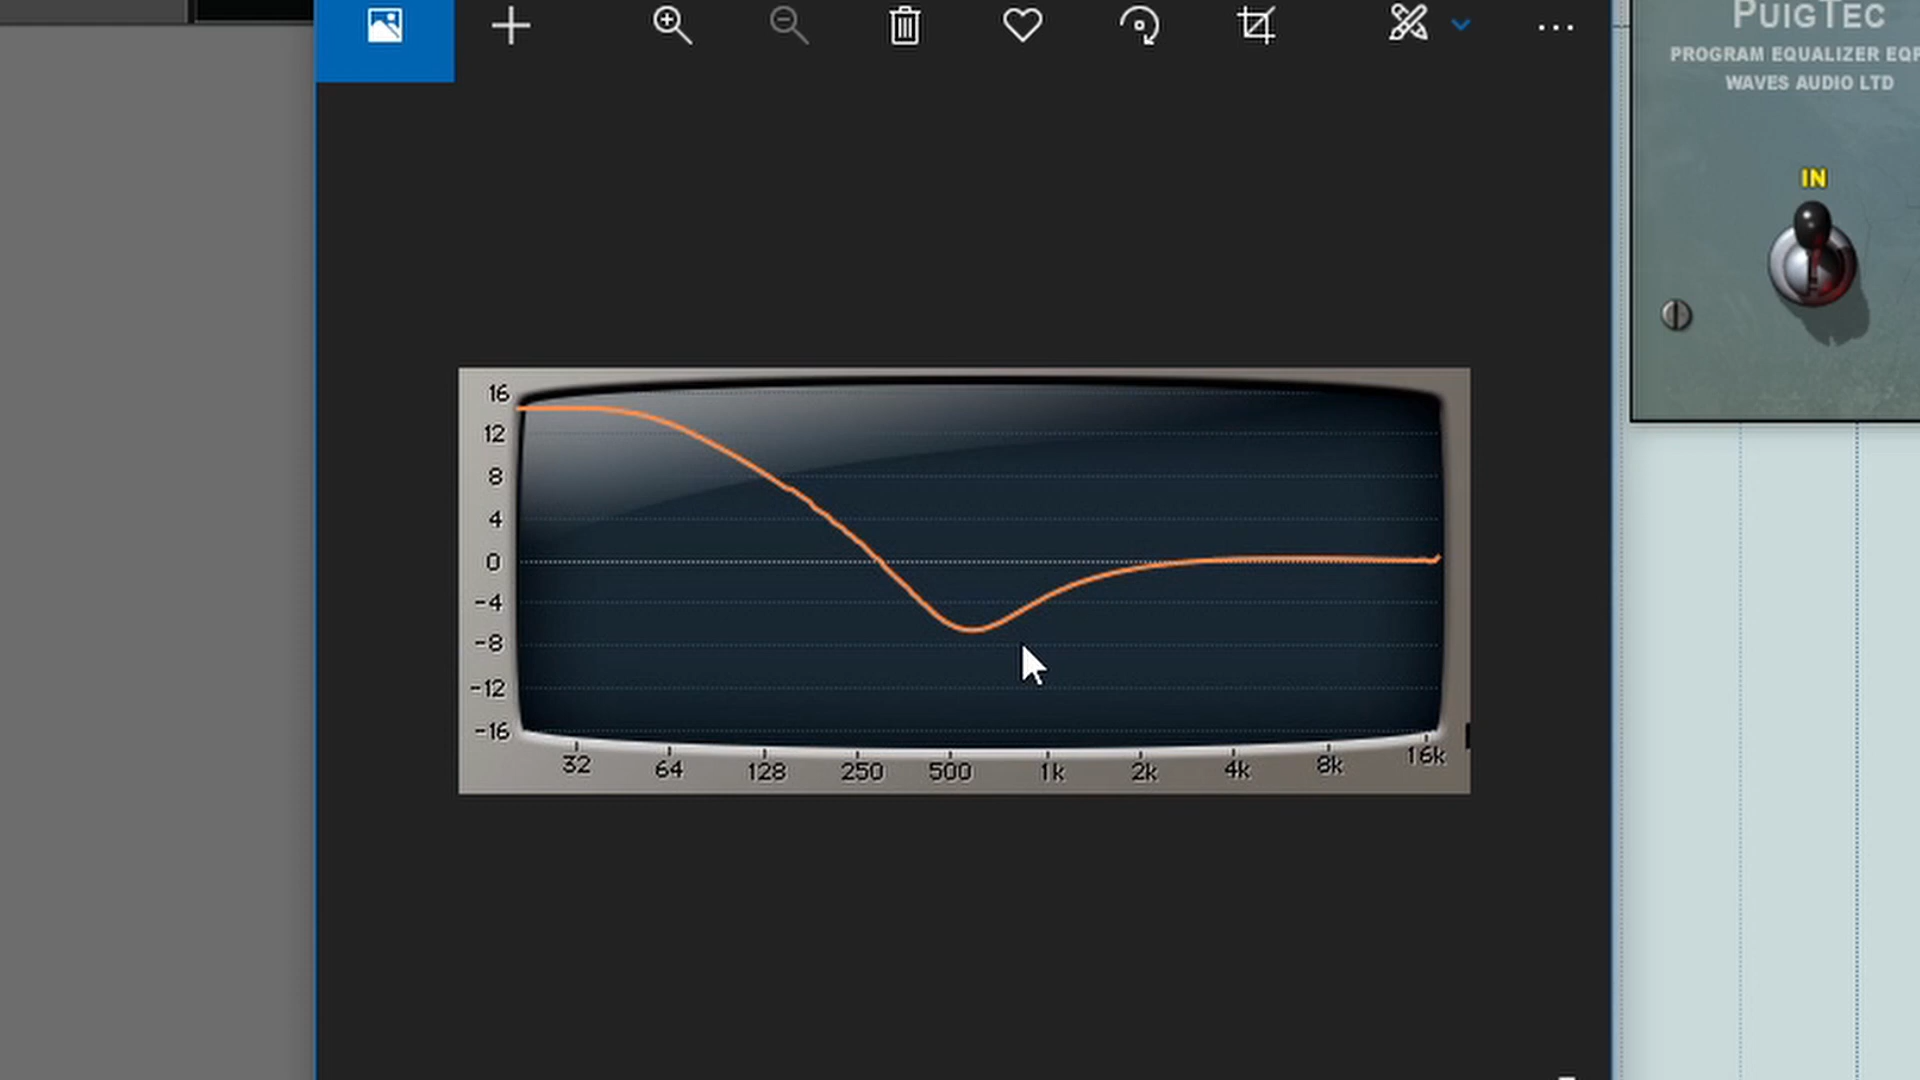 PUIGTEC
PROGRAM EQUALIZER EQP
WAVES AUDIO LTD
IN
16
12
8
4
0
-4
-8
-12
-16
32 64 128 250 500 1k 2k 4k 8k 16k